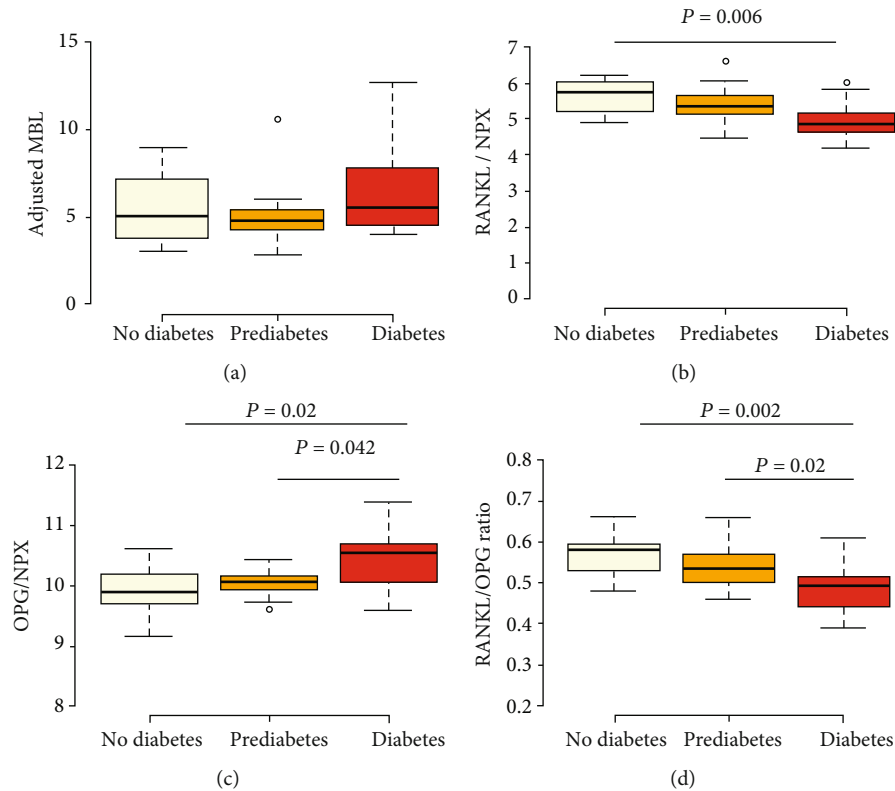 15
10
5
0
Adjusted MBL
No diabetes Prediabetes Diabetes
(a)
P = 0.006
7
6
5
4
3
2
1
0
RANKL / NPX
No diabetes Prediabetes Diabetes
(b)
P = 0.02
P = 0.042
12
11
10
9
8
OPG/NPX
No diabetes Prediabetes Diabetes
(c)
P = 0.002
P = 0.02
0.8
0.7
0.6
0.5
0.4
0.3
0.2
RANKL/OPG ratio
No diabetes Prediabetes Diabetes
(d)